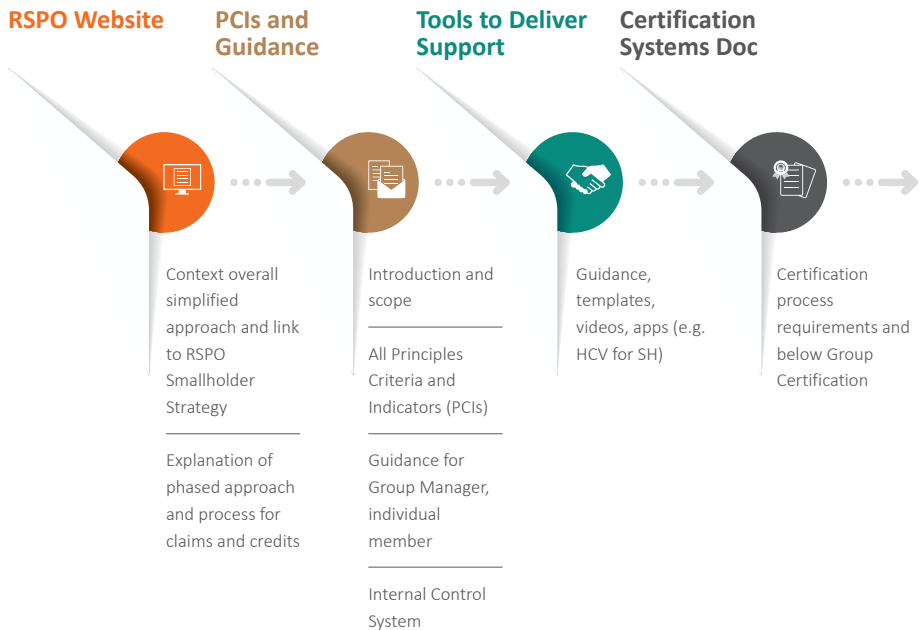 RSPO Website
Context overall
simplified
approach and link
to RSPO
Smallholder
Strategy
Explanation of
phased approach
and process for
claims and credits
PCIs and
Guidance
Introduction and
scope
All Principles
Criteria and
Indicators (PCIs)
Guidance for
Group Manager,
individual
member
Internal Control
System
Tools to Deliver
Support
Guidance,
templates,
videos, apps (e.g.
HCV for SH)
Certification
Systems Doc
Certification
process
requirements and
below Group
Certification